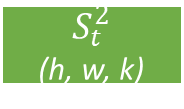 $S_t^2$
(h, w, k)